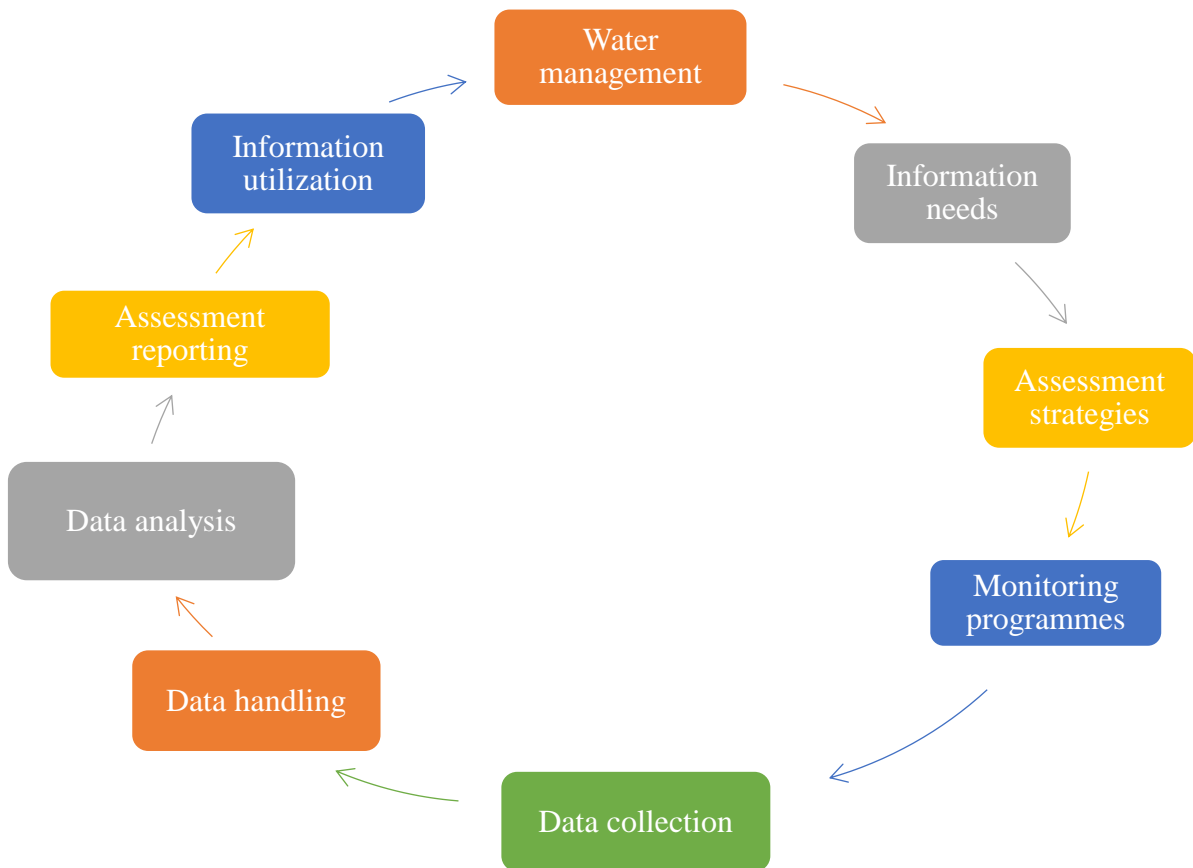 Water
management
Information
needs
Assessment
strategies
Monitoring
programmes
Data collection
Data handling
Data analysis
Assessment
reporting
Information
utilization